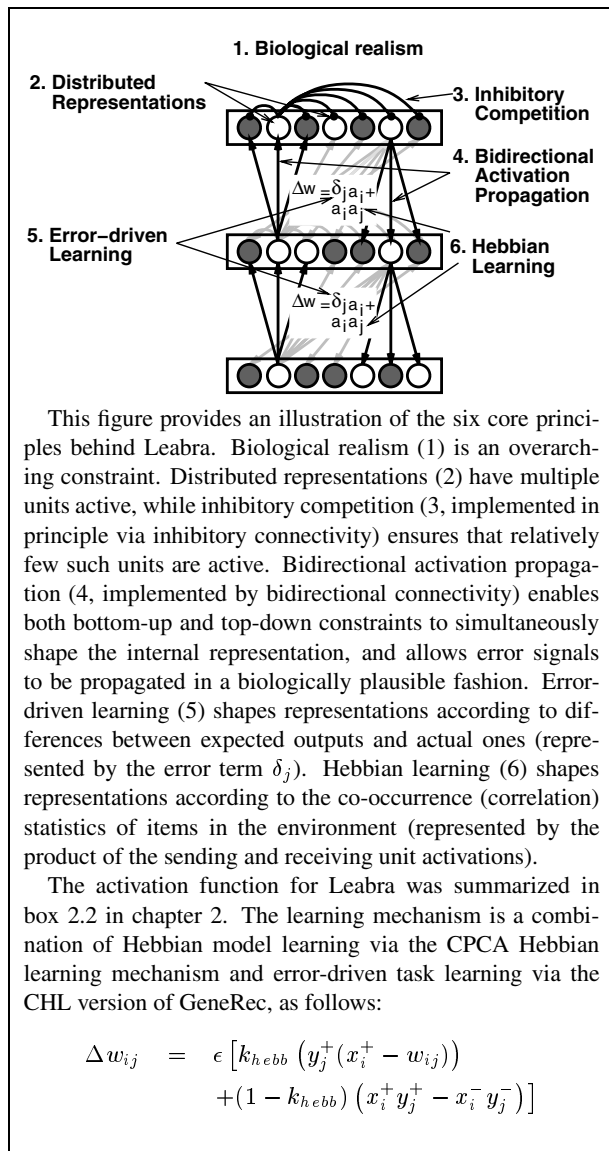 1. Biological realism
2. Distributed
Representations
3. Inhibitory
Competition
4. Bidirectional
Activation
Propagation
Δw = δjai+
aiaj
5. Error−driven
Learning
6. Hebbian
Learning
Δw = δjai+
aiaj
This figure provides an illustration of the six core princi-
ples behind Leabra. Biological realism (1) is an overarch-
ing constraint. Distributed representations (2) have multiple
units active, while inhibitory competition (3, implemented in
principle via inhibitory connectivity) ensures that relatively
few such units are active. Bidirectional activation propaga-
tion (4, implemented by bidirectional connectivity) enables
both bottom-up and top-down constraints to simultaneously
shape the internal representation, and allows error signals
to be propagated in a biologically plausible fashion. Error-
driven learning (5) shapes representations according to dif-
ferences between expected outputs and actual ones (repre-
sented by the error term δj). Hebbian learning (6) shapes
representations according to the co-occurrence (correlation)
statistics of items in the environment (represented by the
product of the sending and receiving unit activations).
The activation function for Leabra was summarized in
box 2.2 in chapter 2. The learning mechanism is a combi-
nation of Hebbian model learning via the CPCA Hebbian
learning mechanism and error-driven task learning via the
CHL version of GeneRec, as follows:
Δwij = ϵ [khebb (yj+(xi+ − wij))
+(1 − khebb) (xi+yj+ − xi−yj−)]